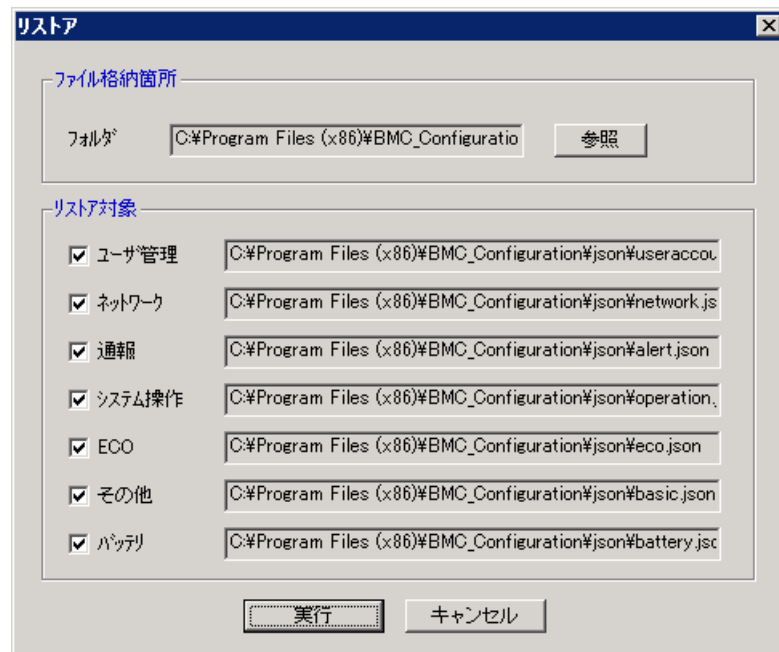 リストア
ファイル格納箇所
フォルダ C:¥Program Files (x86)¥BMC_Configuratio 参照
リストア対象
ユーザ管理 C:¥Program Files (x86)¥BMC_Configuration¥json¥useraccou
ネットワーク C:¥Program Files (x86)¥BMC_Configuration¥json¥network.js
通報 C:¥Program Files (x86)¥BMC_Configuration¥json¥alert.json
システム操作 C:¥Program Files (x86)¥BMC_Configuration¥json¥operation.
ECO C:¥Program Files (x86)¥BMC_Configuration¥json¥eco.json
その他 C:¥Program Files (x86)¥BMC_Configuration¥json¥basic.json
バッテリ C:¥Program Files (x86)¥BMC_Configuration¥json¥battery.jsc
実行 キャンセル